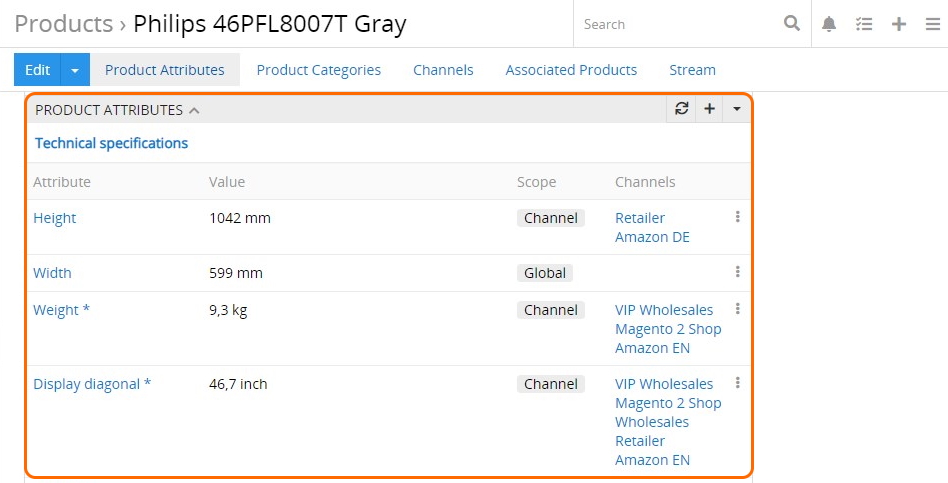 Products › Philips 46PFL8007T Gray
Search
Edit
Product Attributes
Product Categories
Channels
Associated Products
Stream
PRODUCT ATTRIBUTES
Technical specifications
Attribute Value Scope Channels
Height 1042 mm Channel Retailer
Amazon DE
Width 599 mm Global
Weight * 9,3 kg Channel VIP Wholesales
Magento 2 Shop
Amazon EN
Display diagonal * 46,7 inch Channel VIP Wholesales
Magento 2 Shop
Wholesales
Retailer
Amazon EN